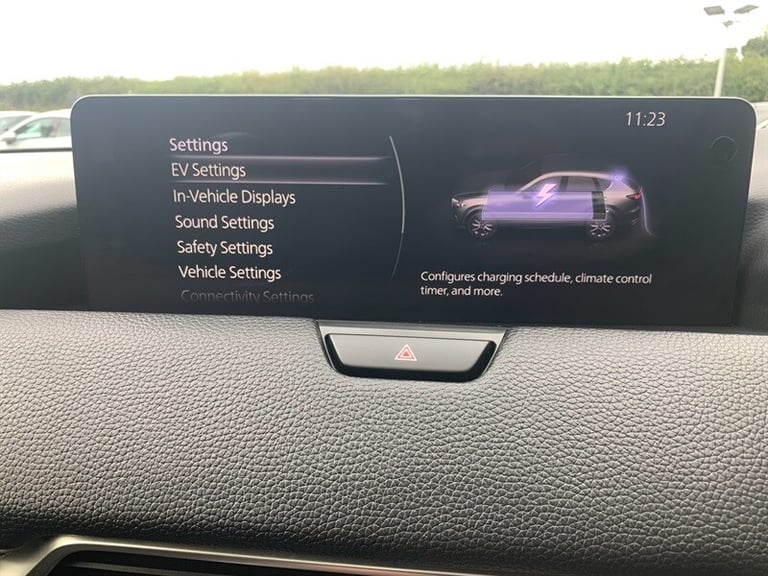 11:23
Settings
EV Settings
In-Vehicle Displays
Sound Settings
Safety Settings
Vehicle Settings
Connectivity Settings
Configures charging schedule, climate control
timer, and more.